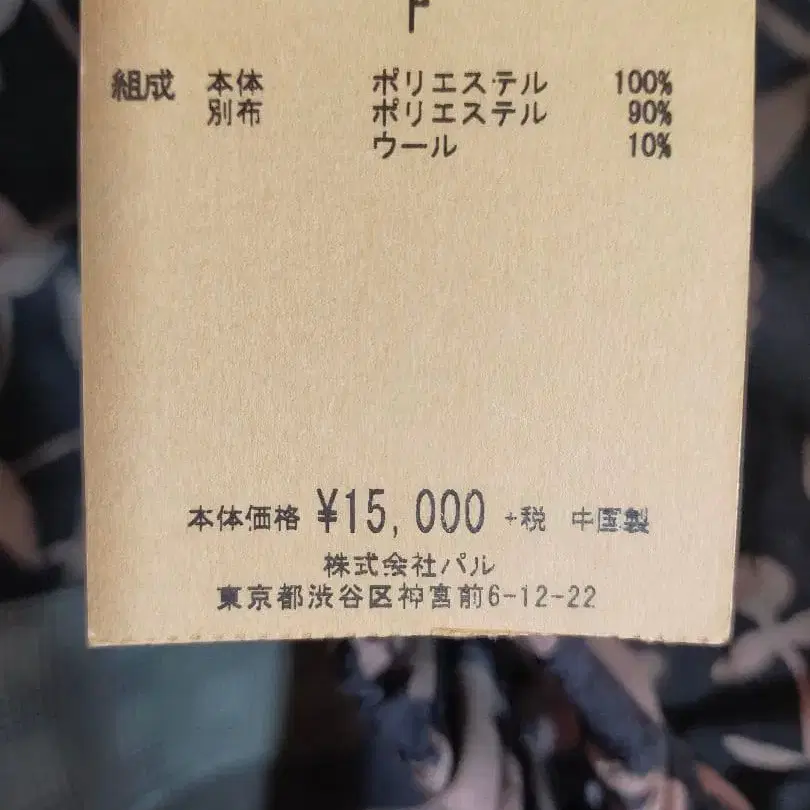 F
組成 本体 ポリエステル 100%
別布 ポリエステル 90%
ウール 10%
本体価格 ¥15,000 +税 中国製
株式会社パル
東京都渋谷区神宮前6-12-22